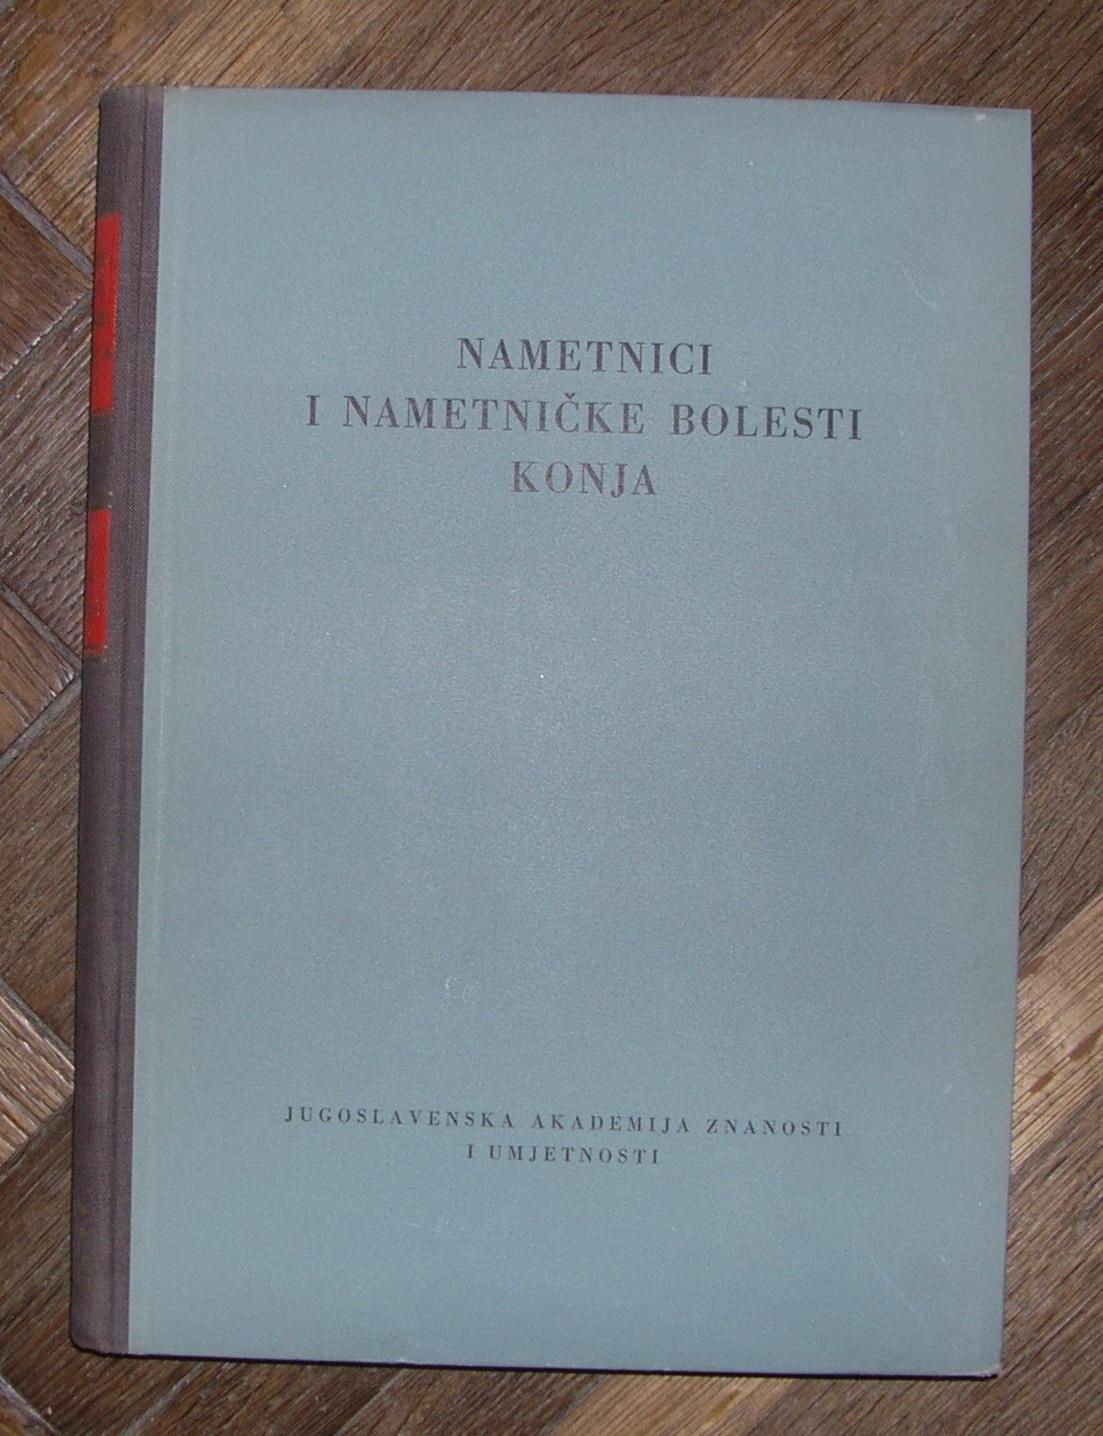 NAMETNICI
I NAMETNIČKE BOLESTI
KONJA
JUGOSLAVENSKA AKADEMIJA ZNANOSTI
I UMJETNOSTI